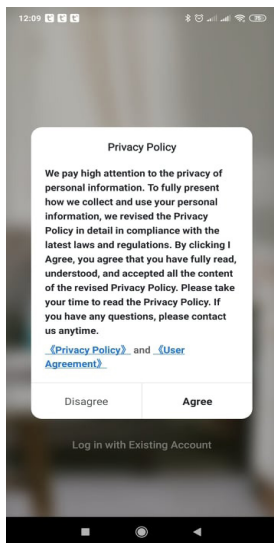 12:09
35
Privacy Policy
We pay high attention to the privacy of
personal information. To fully present
how we collect and use your personal
information, we revised the Privacy
Policy in detail in compliance with the
latest laws and regulations. By clicking I
Agree, you agree that you have fully read,
understood, and accepted all the content
of the revised Privacy Policy. Please take
your time to read the Privacy Policy. If
you have any questions, please contact
us anytime.
《Privacy Policy》 and 《User
Agreement》
Disagree Agree
Log in with Existing Account